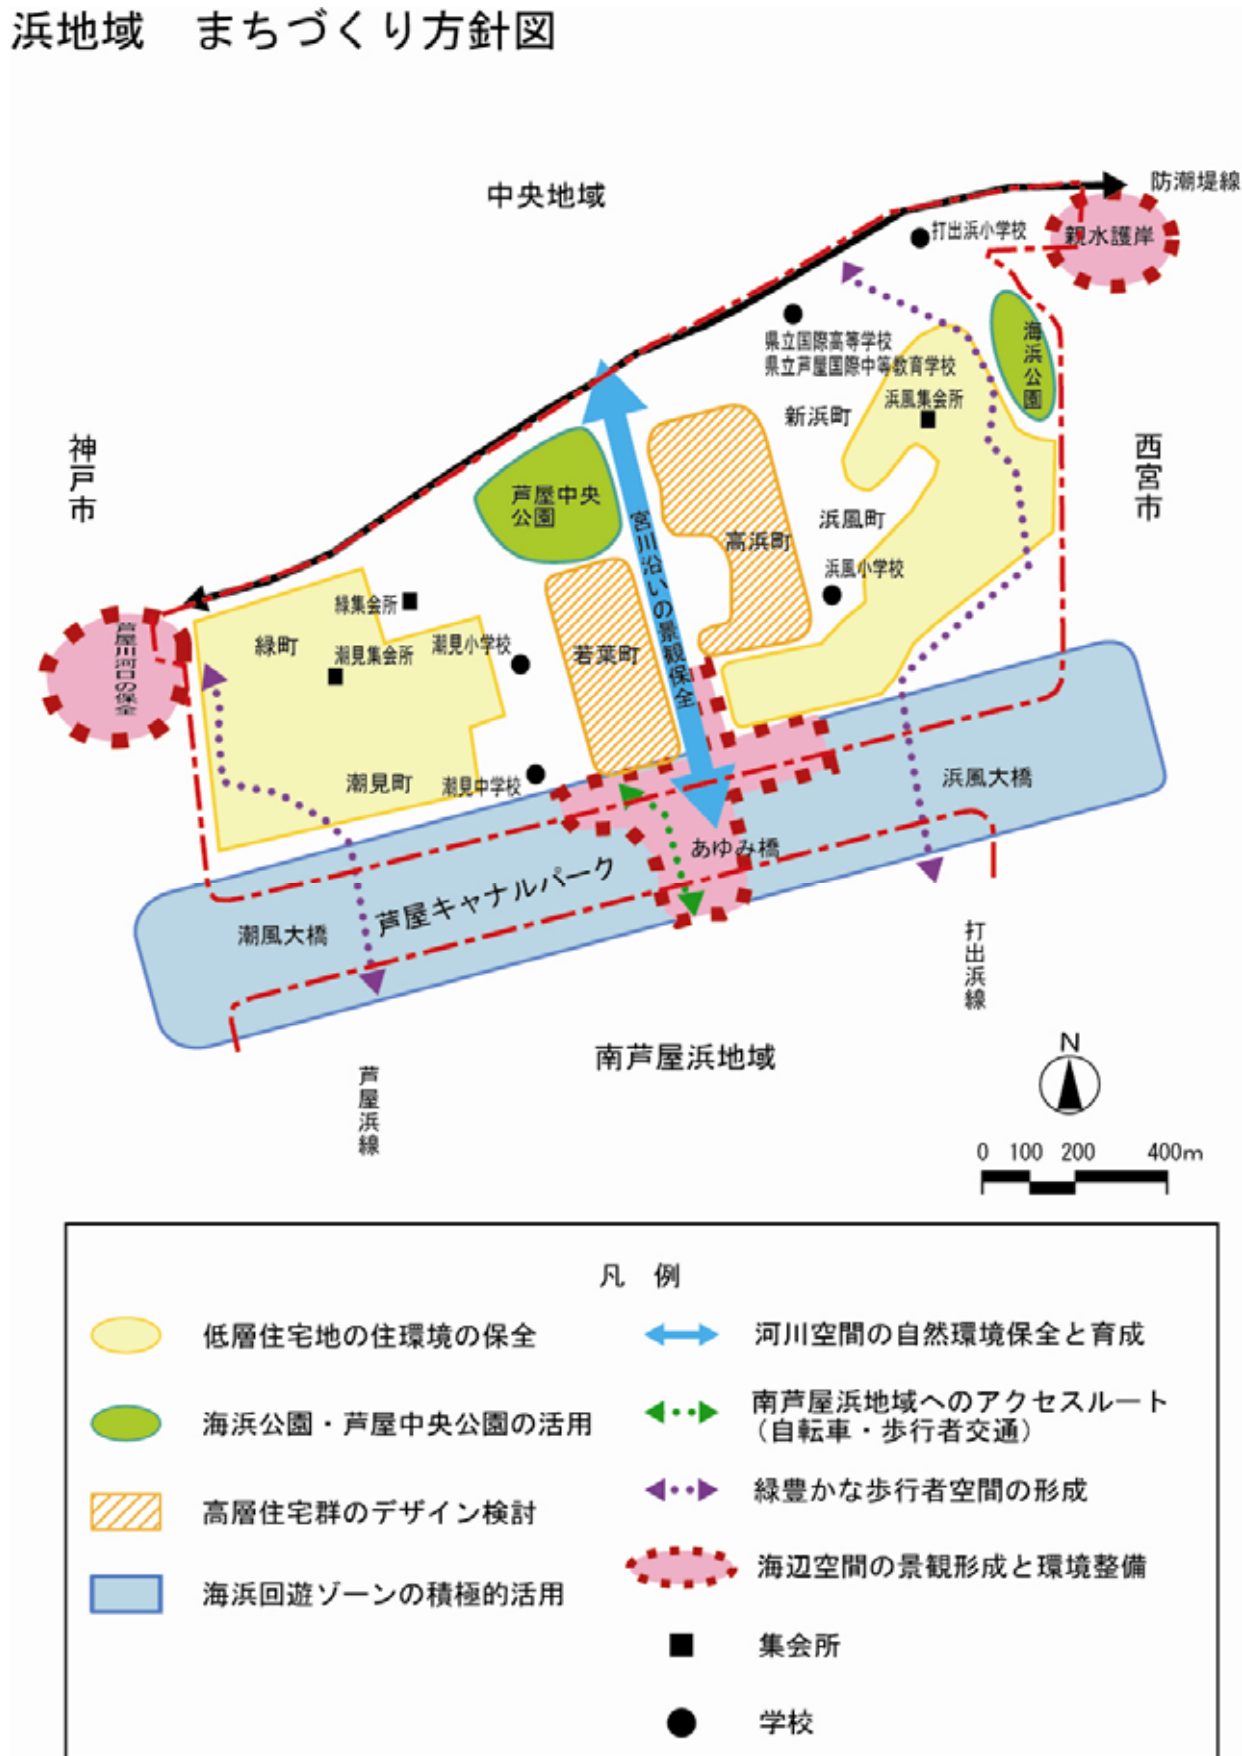 浜地域　まちづくり方針図
中央地域
防潮堤線
打出浜小学校
親水護岸
県立国際高等学校
県立芦屋国際中等教育学校
海浜公園
新浜町
浜風集会所
神戸市
西宮市
芦屋中央
公園
宮川沿いの景観保全
高浜町
浜風町
浜風小学校
緑集会所
緑町
潮見集会所
潮見小学校
若葉町
芦屋川河口の保全
潮見町
潮見中学校
浜風大橋
あゆみ橋
芦屋キャナルパーク
潮風大橋
打出浜線
南芦屋浜地域
芦屋浜線
N
0 100 200 400m
凡　例
低層住宅地の住環境の保全
海浜公園・芦屋中央公園の活用
高層住宅群のデザイン検討
海浜回遊ゾーンの積極的活用
河川空間の自然環境保全と育成
南芦屋浜地域へのアクセスルート
（自転車・歩行者交通）
緑豊かな歩行者空間の形成
海辺空間の景観形成と環境整備
集会所
学校